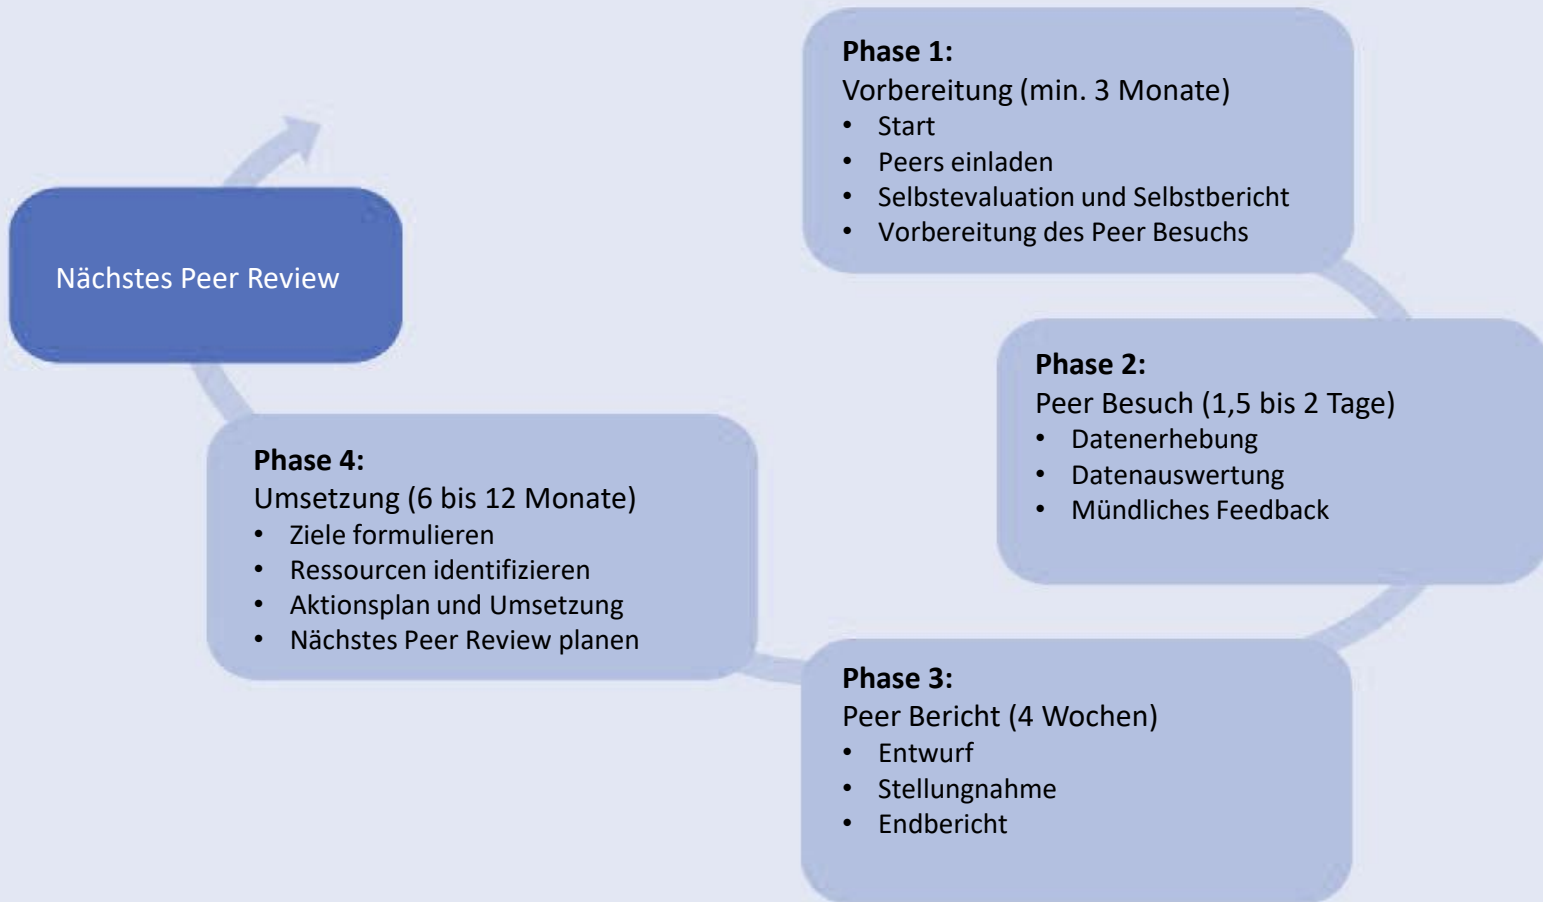 Phase 1:
Vorbereitung (min. 3 Monate)
• Start
• Peers einladen
• Selbstevaluation und Selbstbericht
• Vorbereitung des Peer Besuchs
Phase 2:
Peer Besuch (1,5 bis 2 Tage)
• Datenerhebung
• Datenauswertung
• Mündliches Feedback
Phase 3:
Peer Bericht (4 Wochen)
• Entwurf
• Stellungnahme
• Endbericht
Phase 4:
Umsetzung (6 bis 12 Monate)
• Ziele formulieren
• Ressourcen identifizieren
• Aktionsplan und Umsetzung
• Nächstes Peer Review planen
Nächstes Peer Review